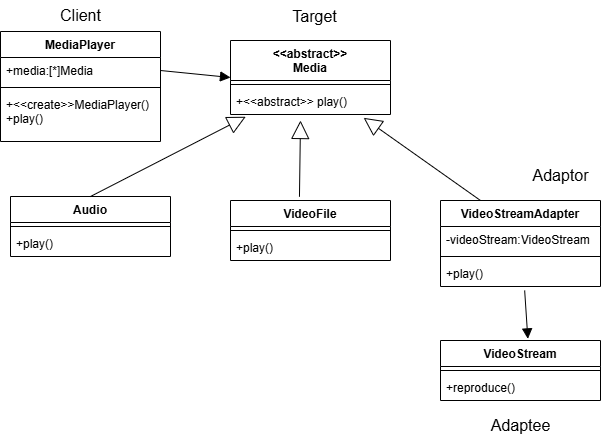 Client
Target
MediaPlayer
+media:[*]Media
+<<create>>MediaPlayer()
+play()
<<abstract>>
Media
+<<abstract>> play()
Adaptor
Audio
+play()
VideoFile
+play()
VideoStreamAdapter
-videoStream:VideoStream
+play()
VideoStream
+reproduce()
Adaptee